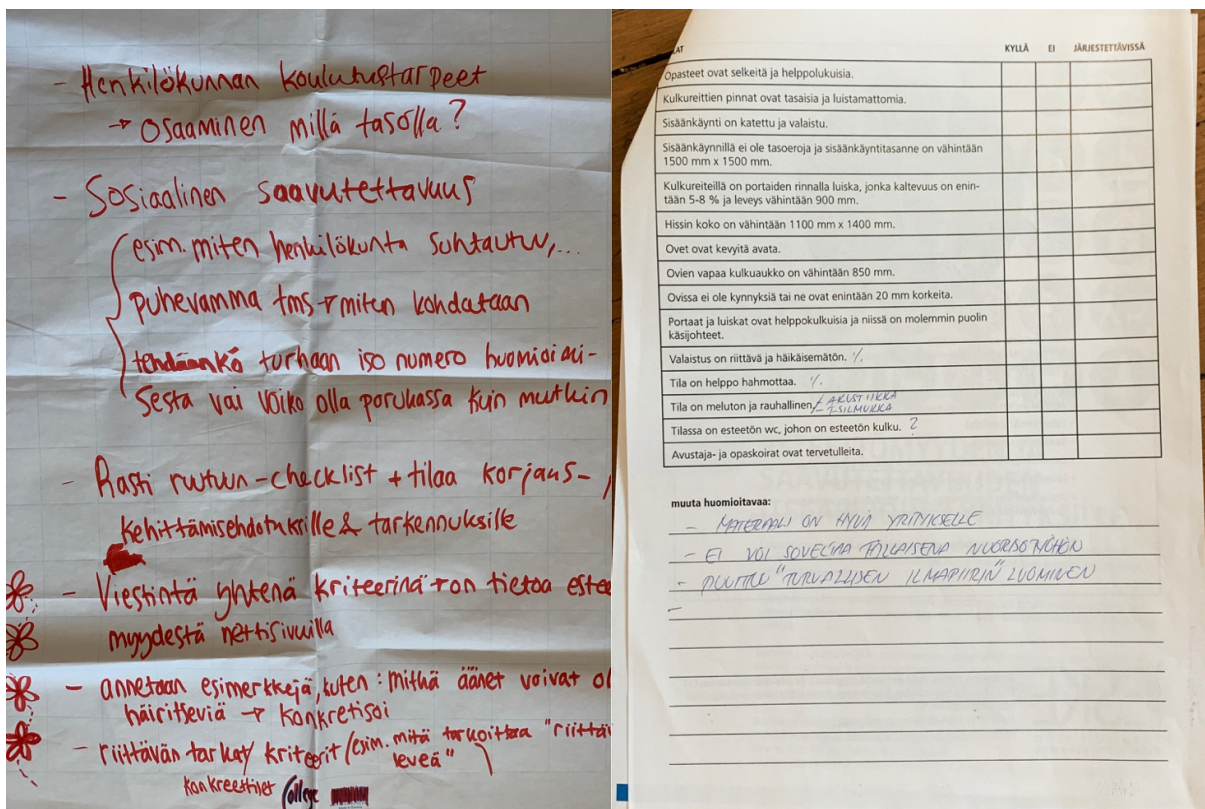 - Henkilökunnan koulutustarpeet
→ osaaminen millä tasolla?
- Sosiaalinen saavutettavuus
esim. miten henkilökunta suhtautuu,...
puhevamma tms → miten kohdataan
tehdäänkö turhaan iso numero huomioimi-
sesta vai voiko olla porukassa kuin muutkin
- Rasti ruutuun-checklist + tilaa korjaus-,
kehittämisehdotuksille & tarkennuksille
- Viestintä yhtenä kriteerinä → on tietoa estee
myydestä nettisivuilla
- annetaan esimerkkejä, kuten: mitkä äänet voivat ol
häiritseviä → konkretisoi
- riittävän tarkat/ kriteerit (esim. mitä tarkoittaa "riittäv
leveä")
konkreettiset
College
AT KYLLÄ EI JÄRJESTETTÄVISSÄ
Opasteet ovat selkeitä ja helppolukuisia.
Kulkureittien pinnat ovat tasaisia ja luistamattomia.
Sisäänkäynti on katettu ja valaistu.
Sisäänkäynnillä ei ole tasoeroja ja sisäänkäyntitasanne on vähintään
1500 mm x 1500 mm.
Kulkureiteillä on portaiden rinnalla luiska, jonka kaltevuus on enin-
tään 5-8 % ja leveys vähintään 900 mm.
Hissin koko on vähintään 1100 mm x 1400 mm.
Ovet ovat kevyitä avata.
Ovien vapaa kulkuaukko on vähintään 850 mm.
Ovissa ei ole kynnyksiä tai ne ovat enintään 20 mm korkeita.
Portaat ja luiskat ovat helppokulkuisia ja niissä on molemmin puolin
käsijohteet.
Valaistus on riittävä ja häikäisemätön. %
Tila on helppo hahmottaa. %
Tila on meluton ja rauhallinen - AKUSTIIKKA
- SILMUKKA
Tilassa on esteetön wc, johon on esteetön kulku. ?
Avustaja- ja opaskoirat ovat tervetulleita.
muuta huomioitavaa:
- MATERIAALI ON HYVÄ YRITYKSELLE
- EI VOI SOVELTAA TÄLLAISENA NUORISOTYÖHÖN
- PUUTTUU "TURVALLISEN ILMAPIIRIN" LUOMINEN
-